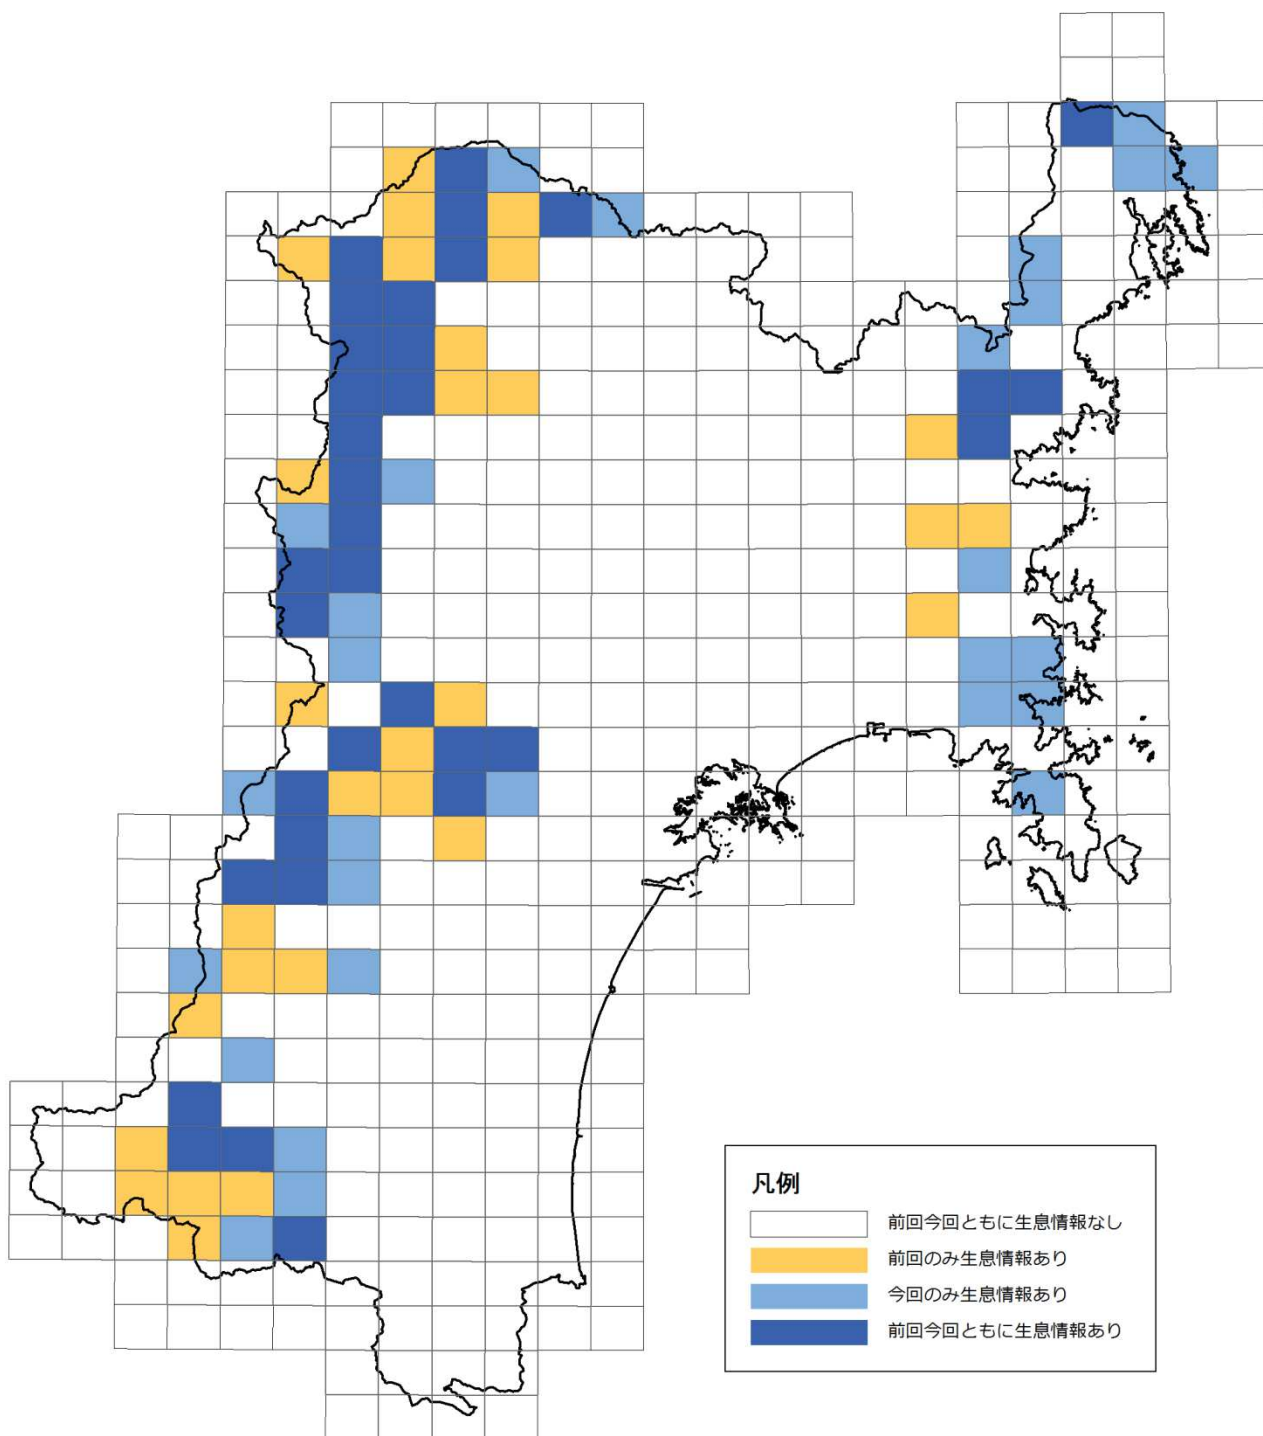 凡例
前回今回ともに生息情報なし
前回のみ生息情報あり
今回のみ生息情報あり
前回今回ともに生息情報あり